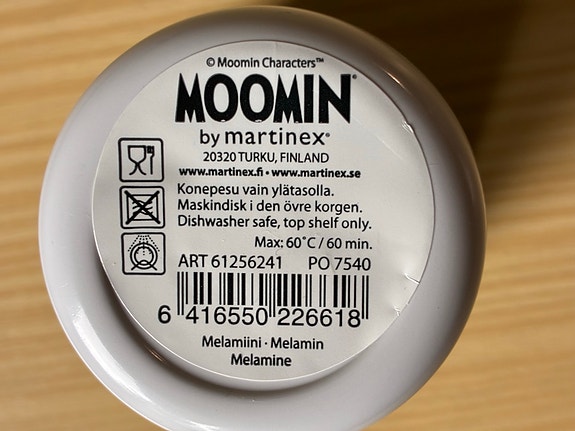 © Moomin Characters™
MOOMIN®
by martinex®
20320 TURKU, FINLAND
www.martinex.fi • www.martinex.se
Konepesu vain ylätasolla.
Maskindisk i den övre korgen.
Dishwasher safe, top shelf only.
Max: 60°C / 60 min.
ART 61256241 PO 7540
6 416550 226618
Melamiini · Melamin
Melamine